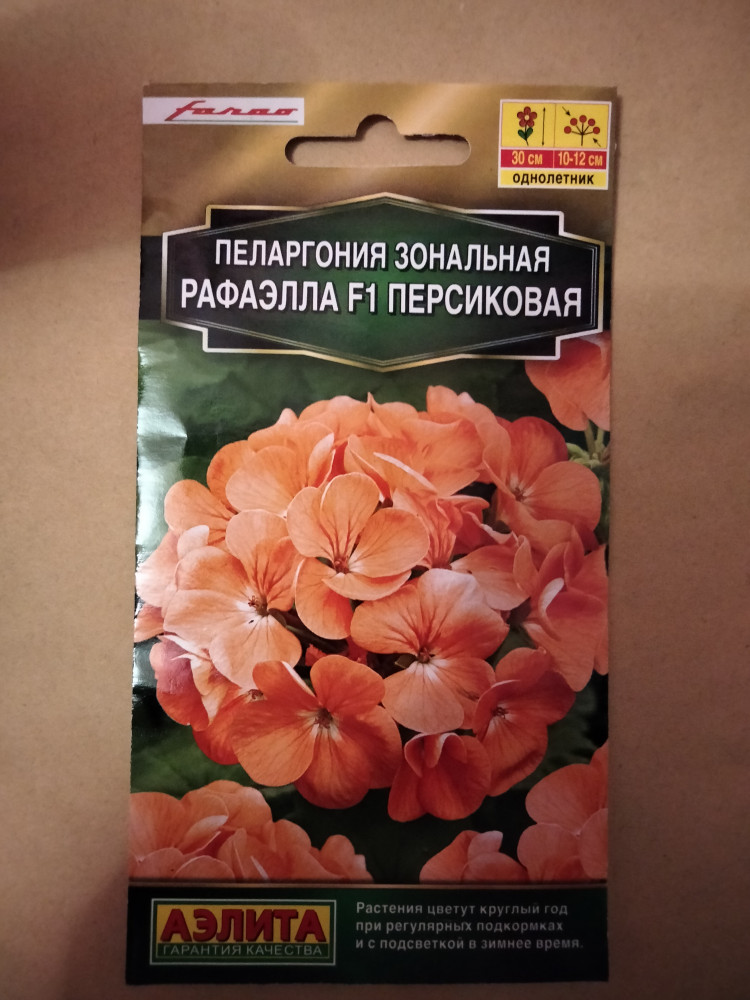 farao
30 см 10-12 см
однолетник
ПЕЛАРГОНИЯ ЗОНАЛЬНАЯ
РАФАЭЛЛА F1 ПЕРСИКОВАЯ
АЭЛИТА
ГАРАНТИЯ КАЧЕСТВА
Растения цветут круглый год
при регулярных подкормках
и с подсветкой в зимнее время.